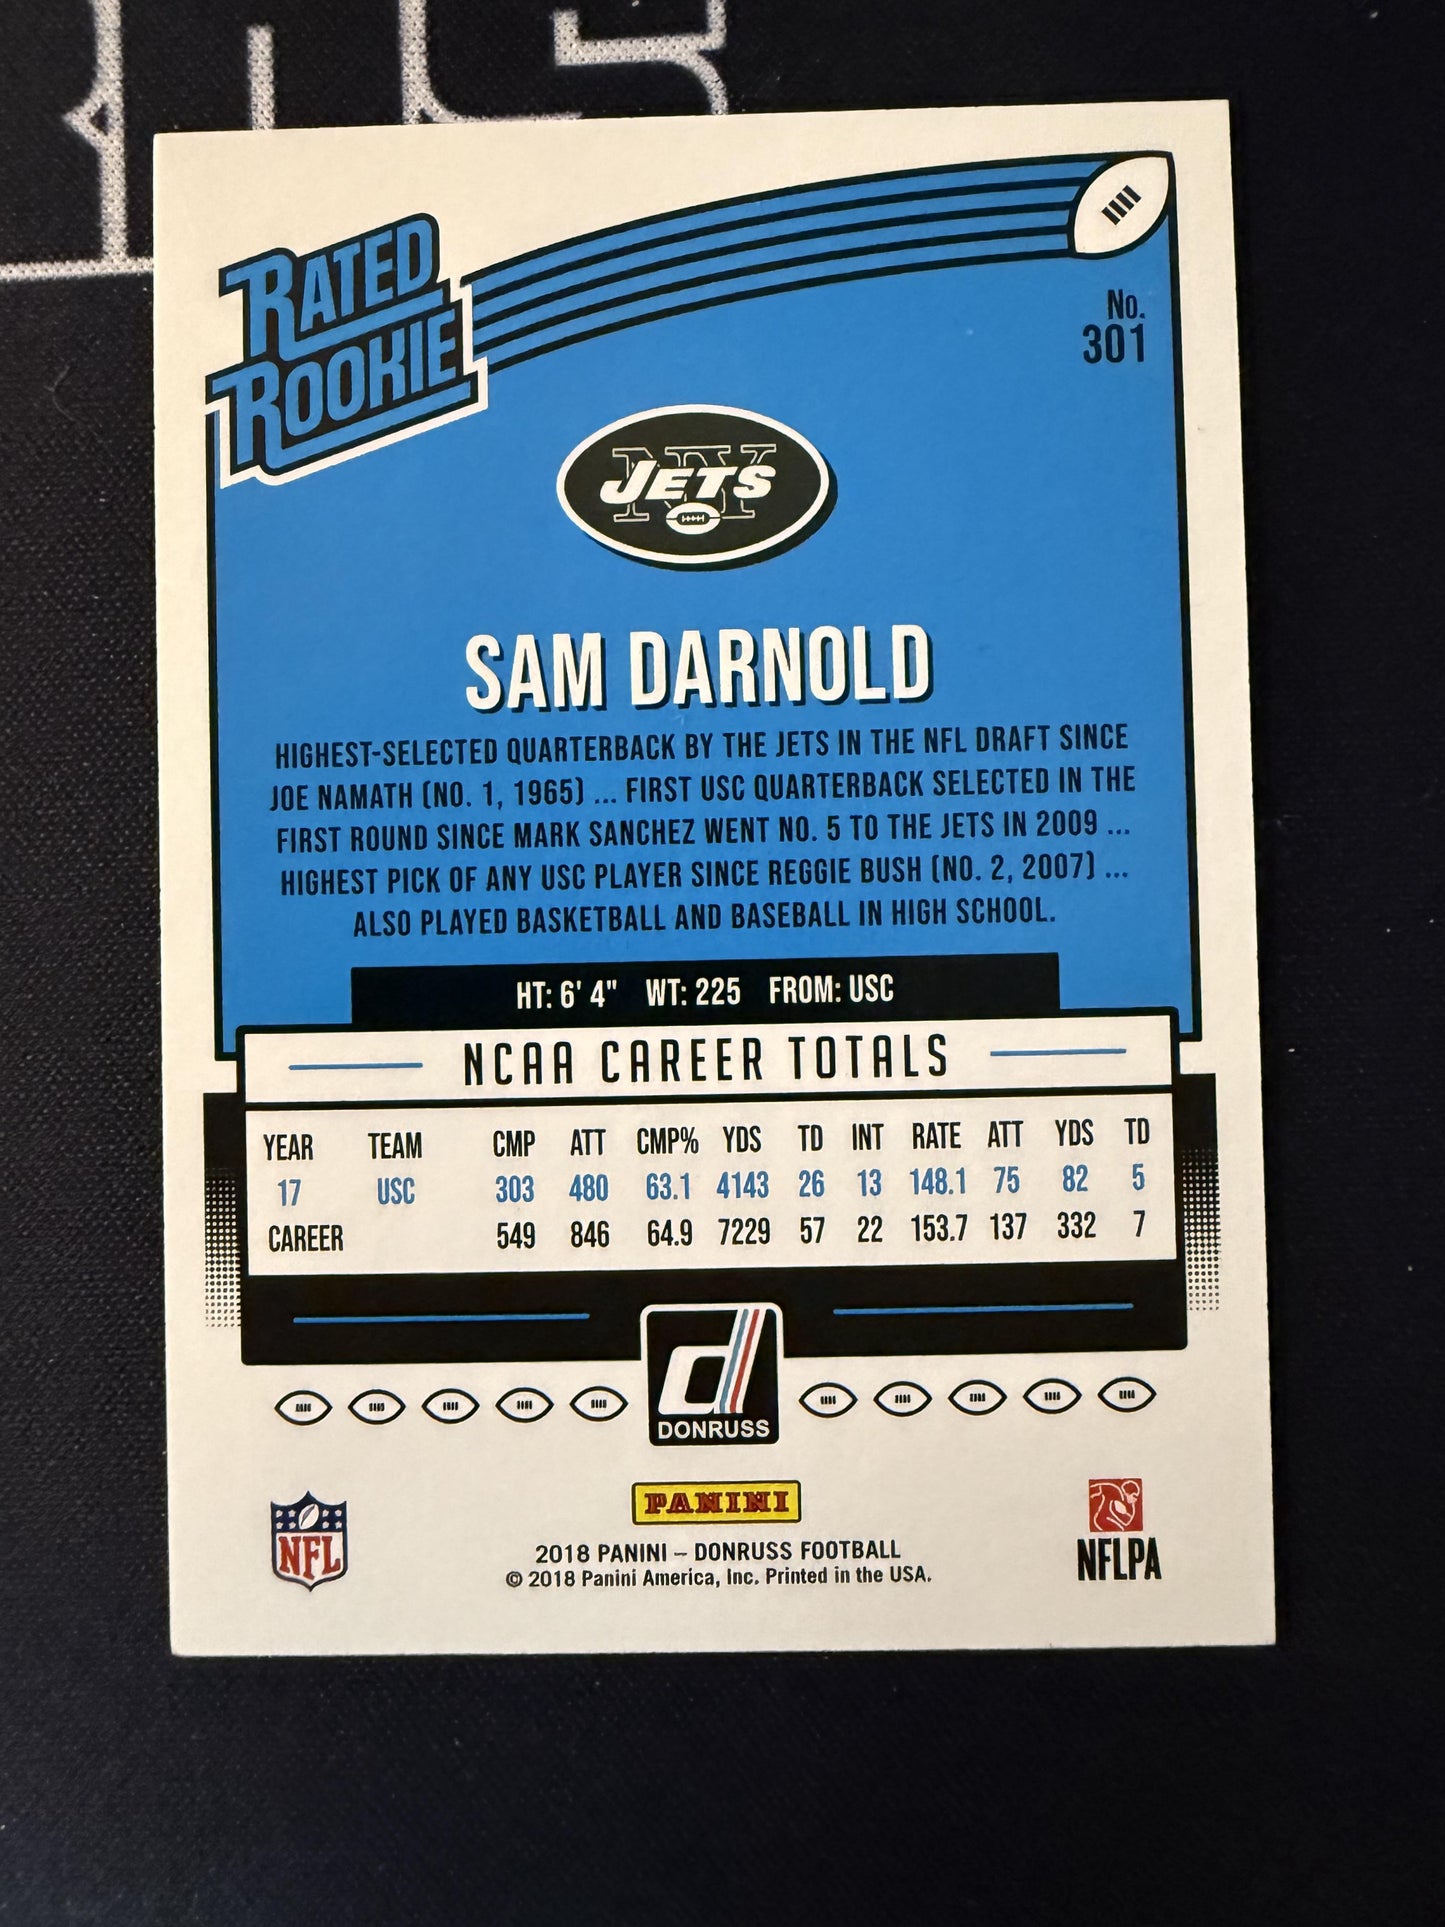 RATED
ROOKIE
No.
301
NY
JETS
SAM DARNOLD
HIGHEST-SELECTED QUARTERBACK BY THE JETS IN THE NFL DRAFT SINCE
JOE NAMATH (NO. 1, 1965) ... FIRST USC QUARTERBACK SELECTED IN THE
FIRST ROUND SINCE MARK SANCHEZ WENT NO. 5 TO THE JETS IN 2009 ...
HIGHEST PICK OF ANY USC PLAYER SINCE REGGIE BUSH (NO. 2, 2007) ...
ALSO PLAYED BASKETBALL AND BASEBALL IN HIGH SCHOOL.
HT: 6' 4" WT: 225 FROM: USC
NCAA CAREER TOTALS
YEAR TEAM CMP ATT CMP% YDS TD INT RATE ATT YDS TD
17 USC 303 480 63.1 4143 26 13 148.1 75 82 5
CAREER 549 846 64.9 7229 57 22 153.7 137 332 7
d
DONRUSS
NFL
PANINI
2018 PANINI – DONRUSS FOOTBALL
© 2018 Panini America, Inc. Printed in the USA.
NFLPA